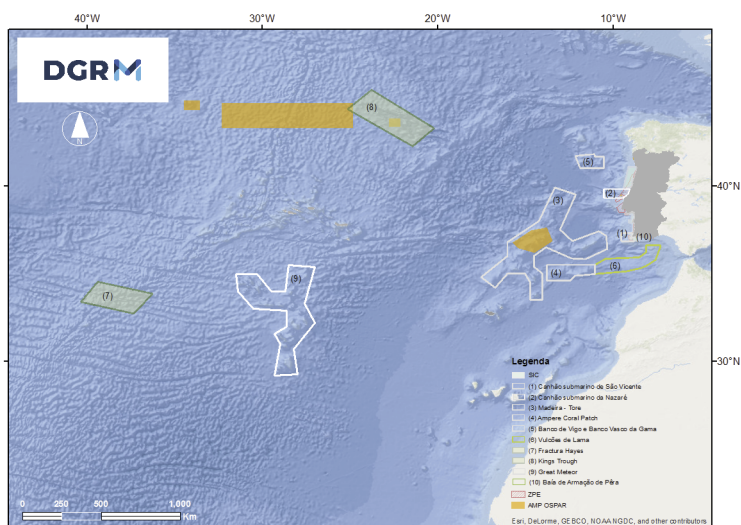 40°W 30°W 20°W 10°W
DGRM
N
(8)
(5)
40°N
(2)
(3)
(1) (10)
(6)
(4)
(9)
(7)
30°N
Legenda
SIC
(1) Canhão submarino de São Vicente
(2) Canhão submarino da Nazaré
(3) Madeira - Tore
(4) Ampere Coral Patch
(5) Banco de Vigo e Banco Vasco da Gama
(6) Vulcões de Lama
(7) Fractura Hayes
(8) Kings Trough
(9) Great Meteor
(10) Baía de Armação de Pêra
ZPE
AMP OSPAR
0 250 500 1.000
Km
Esri, DeLorme, GEBCO, NOAA NGDC, and other contributors